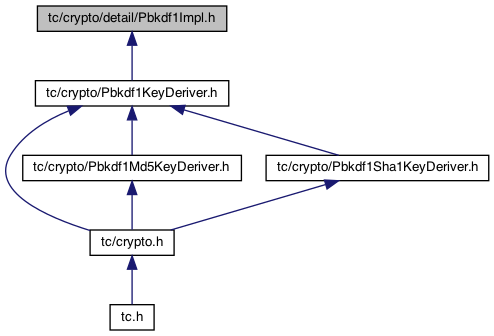 tc/crypto/detail/Pbkdf1Impl.h
tc/crypto/Pbkdf1KeyDeriver.h
tc/crypto/Pbkdf1Md5KeyDeriver.h
tc/crypto/Pbkdf1Sha1KeyDeriver.h
tc/crypto.h
tc.h